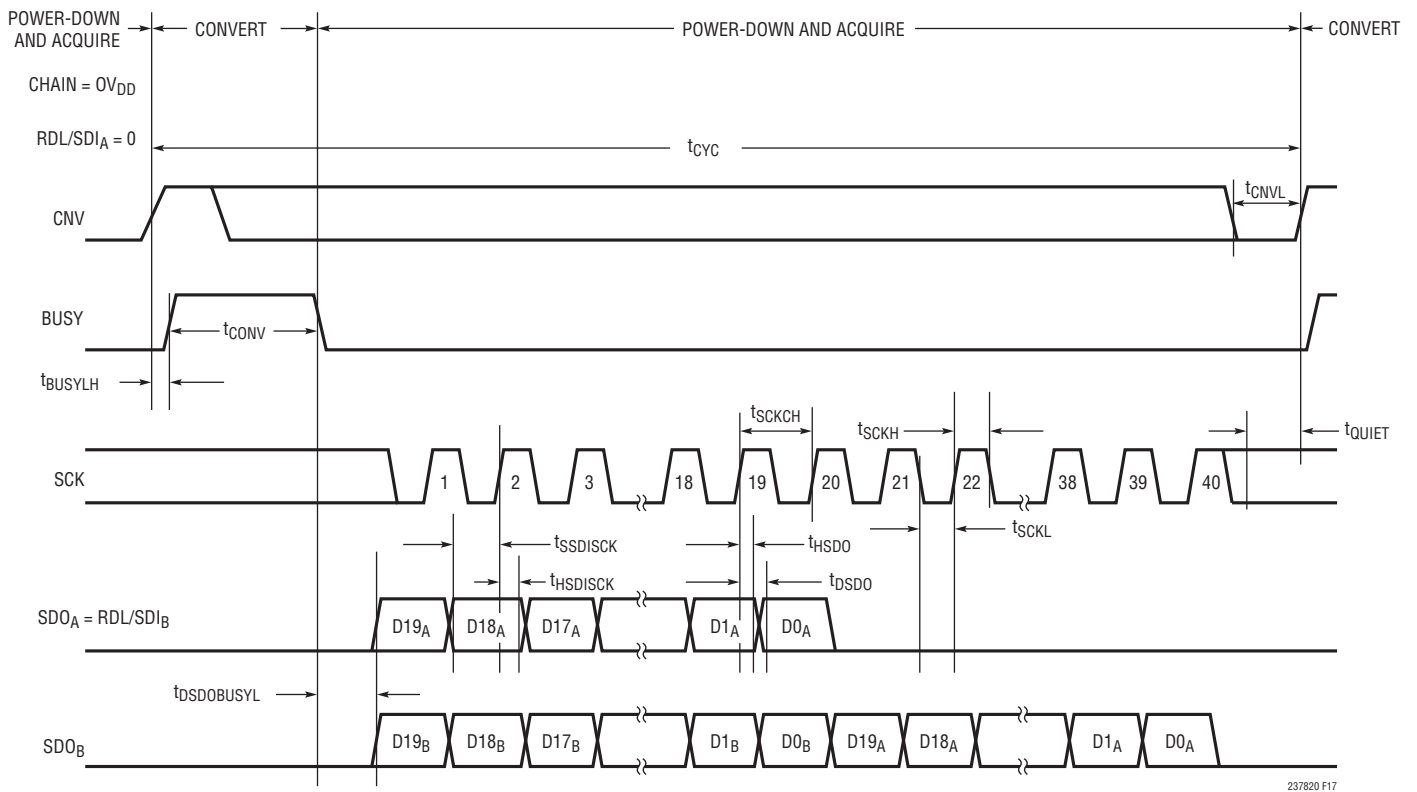 POWER-DOWN
AND ACQUIRE
CONVERT
POWER-DOWN AND ACQUIRE
CONVERT
CHAIN = OVDD
RDL/SDIA = 0
tCYC
CNV
tCNVL
BUSY
tCONV
tBUSYLH
tSCKCH
tSCKH
tQUIET
SCK
1 2 3 18 19 20 21 22 38 39 40
tSSDISCK
tHSDO
tSCKL
tHSDISCK
tDSDO
SDOA = RDL/SDIB
D19A D18A D17A D1A D0A
tDSDOBUSYL
SDOB
D19B D18B D17B D1B D0B D19A D18A D1A D0A
237820 F17